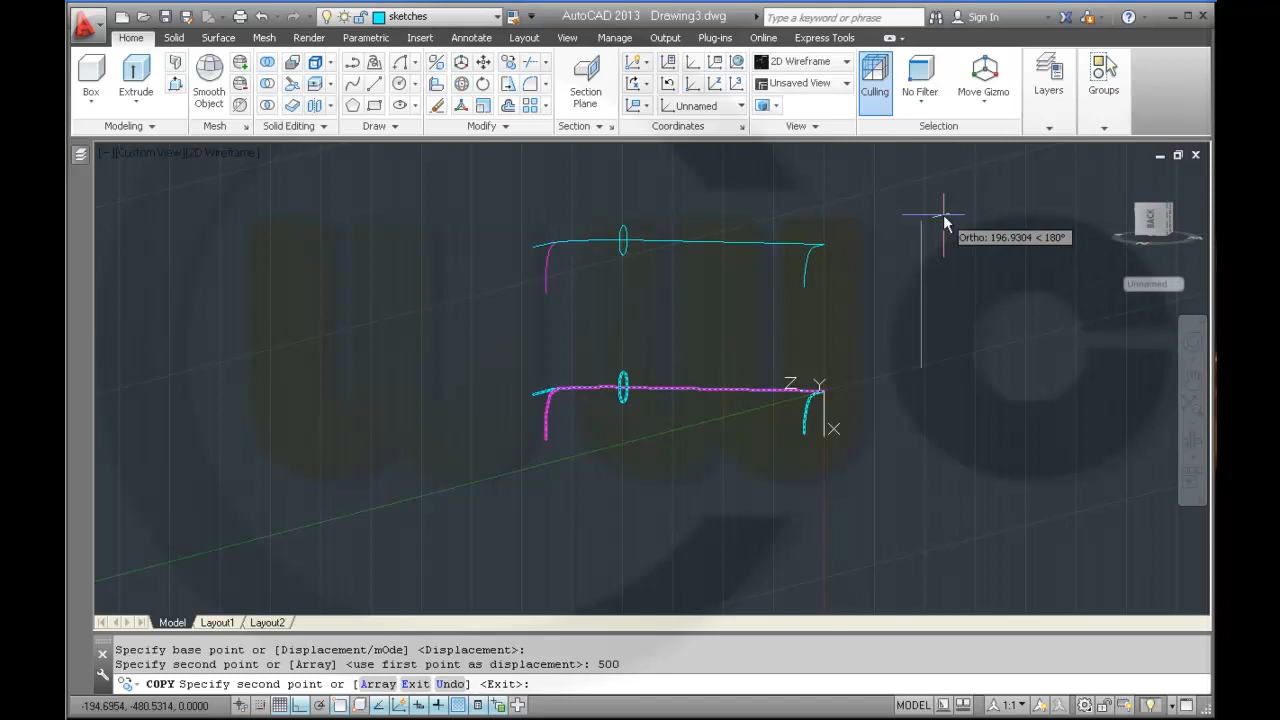 AutoCAD 2013 Drawing3.dwg
sketches
Type a keyword or phrase
Sign In
Home Solid Surface Mesh Render Parametric Insert Annotate Layout View Manage Output Plug-ins Online Express Tools
Box
Extrude
Smooth
Object
Section
Plane
2D Wireframe
Unsaved View
Unnamed
Culling
No Filter
Move Gizmo
Layers
Groups
Modeling Mesh Solid Editing Draw Modify Section Coordinates View Selection
[−][Custom View][2D Wireframe]
BACK
Ortho: 196.9304 < 180°
Unnamed
Z Y
X
Model Layout1 Layout2
Specify base point or [Displacement/mOde] <Displacement>:
Specify second point or [Array] <use first point as displacement>: 500
COPY Specify second point or [Array Exit Undo] <Exit>:
-194.6954, -480.5314, 0.0000
MODEL
1:1